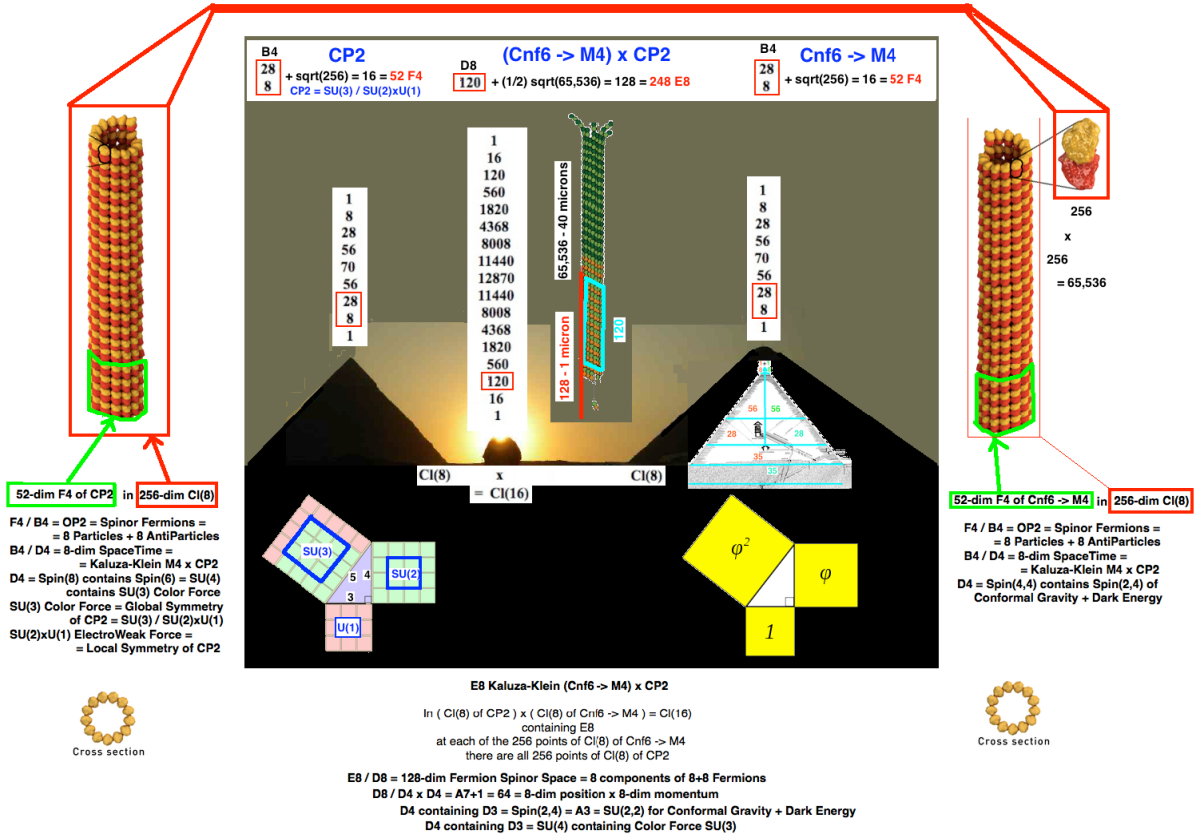 B4
28
8
CP2
+ sqrt(256) = 16 = 52 F4
CP2 = SU(3) / SU(2)xU(1)
(Cnf6 -> M4) x CP2
D8
120
+ (1/2) sqrt(65,536) = 128 = 248 E8
B4
28
8
Cnf6 -> M4
+ sqrt(256) = 16 = 52 F4
1
8
28
56
70
56
28
8
1
1
16
120
560
1820
4368
8008
11440
12870
11440
8008
4368
1820
560
120
16
1
65,536 - 40 microns
128 - 1 micron
120
1
8
28
56
70
56
28
8
1
256
x
256
= 65,536
56
56
28
28
35
35
Cl(8) x Cl(8)
= Cl(16)
52-dim F4 of CP2 in 256-dim Cl(8)
F4 / B4 = OP2 = Spinor Fermions =
= 8 Particles + 8 AntiParticles
B4 / D4 = 8-dim SpaceTime =
= Kaluza-Klein M4 x CP2
D4 = Spin(8) contains Spin(6) = SU(4)
contains SU(3) Color Force
SU(3) Color Force = Global Symmetry
of CP2 = SU(3) / SU(2)xU(1)
SU(2)xU(1) ElectroWeak Force =
= Local Symmetry of CP2
Cross section
SU(3)
5
4
3
SU(2)
U(1)
φ²
φ
1
52-dim F4 of Cnf6 -> M4 in 256-dim Cl(8)
F4 / B4 = OP2 = Spinor Fermions =
= 8 Particles + 8 AntiParticles
B4 / D4 = 8-dim SpaceTime =
= Kaluza-Klein M4 x CP2
D4 = Spin(4,4) contains Spin(2,4) of
Conformal Gravity + Dark Energy
Cross section
E8 Kaluza-Klein (Cnf6 -> M4) x CP2
In ( Cl(8) of CP2 ) x ( Cl(8) of Cnf6 -> M4 ) = Cl(16)
containing E8
at each of the 256 points of Cl(8) of Cnf6 -> M4
there are all 256 points of Cl(8) of CP2
E8 / D8 = 128-dim Fermion Spinor Space = 8 components of 8+8 Fermions
D8 / D4 x D4 = A7+1 = 64 = 8-dim position x 8-dim momentum
D4 containing D3 = Spin(2,4) = A3 = SU(2,2) for Conformal Gravity + Dark Energy
D4 containing D3 = SU(4) containing Color Force SU(3)